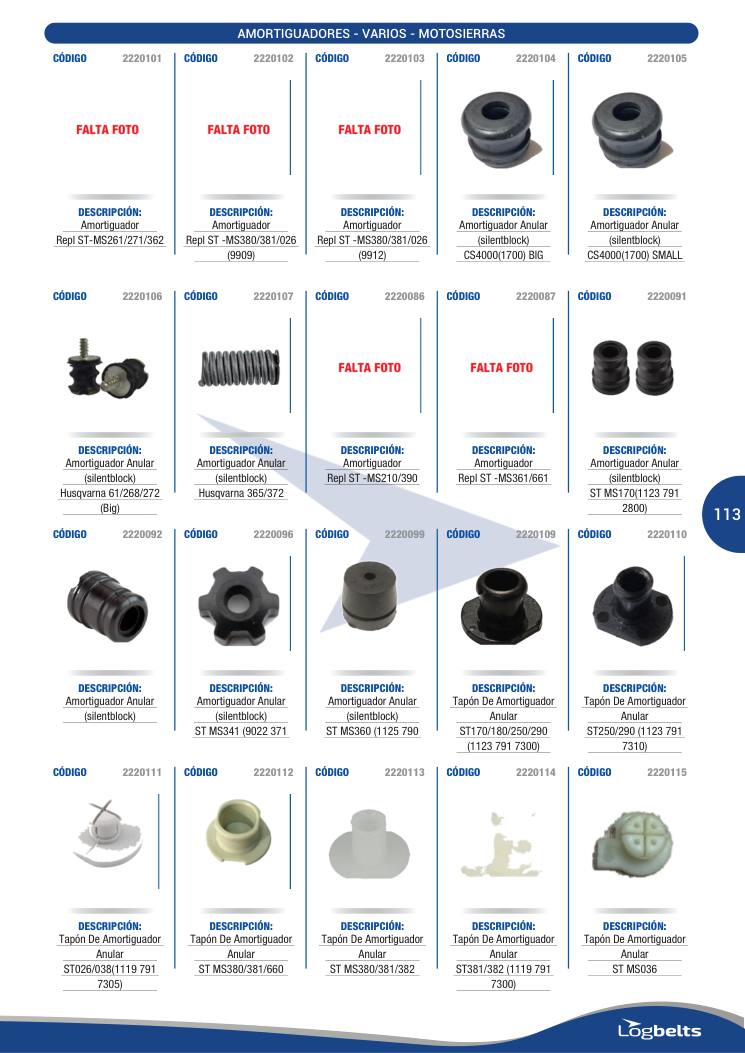 AMORTIGUADORES - VARIOS - MOTOSIERRAS
CÓDIGO 2220101
FALTA FOTO
DESCRIPCIÓN:
Amortiguador
Repl ST-MS261/271/362
CÓDIGO 2220102
FALTA FOTO
DESCRIPCIÓN:
Amortiguador
Repl ST -MS380/381/026
(9909)
CÓDIGO 2220103
FALTA FOTO
DESCRIPCIÓN:
Amortiguador
Repl ST -MS380/381/026
(9912)
CÓDIGO 2220104
DESCRIPCIÓN:
Amortiguador Anular
(silentblock)
CS4000(1700) BIG
CÓDIGO 2220105
DESCRIPCIÓN:
Amortiguador Anular
(silentblock)
CS4000(1700) SMALL
CÓDIGO 2220106
DESCRIPCIÓN:
Amortiguador Anular
(silentblock)
Husqvarna 61/268/272
(Big)
CÓDIGO 2220107
DESCRIPCIÓN:
Amortiguador Anular
(silentblock)
Husqvarna 365/372
CÓDIGO 2220086
FALTA FOTO
DESCRIPCIÓN:
Amortiguador
Repl ST -MS210/390
CÓDIGO 2220087
FALTA FOTO
DESCRIPCIÓN:
Amortiguador
Repl ST -MS361/661
CÓDIGO 2220091
DESCRIPCIÓN:
Amortiguador Anular
(silentblock)
ST MS170(1123 791
2800)
113
CÓDIGO 2220092
DESCRIPCIÓN:
Amortiguador Anular
(silentblock)
CÓDIGO 2220096
DESCRIPCIÓN:
Amortiguador Anular
(silentblock)
ST MS341 (9022 371
CÓDIGO 2220099
DESCRIPCIÓN:
Amortiguador Anular
(silentblock)
ST MS360 (1125 790
CÓDIGO 2220109
DESCRIPCIÓN:
Tapón De Amortiguador
Anular
ST170/180/250/290
(1123 791 7300)
CÓDIGO 2220110
DESCRIPCIÓN:
Tapón De Amortiguador
Anular
ST250/290 (1123 791
7310)
CÓDIGO 2220111
DESCRIPCIÓN:
Tapón De Amortiguador
Anular
ST026/038(1119 791
7305)
CÓDIGO 2220112
DESCRIPCIÓN:
Tapón De Amortiguador
Anular
ST MS380/381/660
CÓDIGO 2220113
DESCRIPCIÓN:
Tapón De Amortiguador
Anular
ST MS380/381/382
CÓDIGO 2220114
DESCRIPCIÓN:
Tapón De Amortiguador
Anular
ST381/382 (1119 791
7300)
CÓDIGO 2220115
DESCRIPCIÓN:
Tapón De Amortiguador
Anular
ST MS036
Logbelts